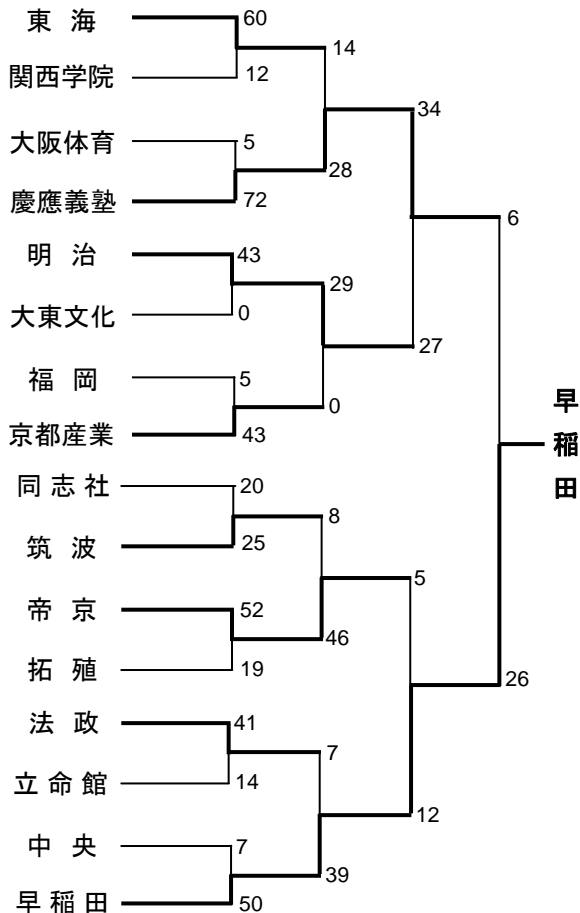 東海
60
14
関西学院
12
34
大阪体育
5
28
慶應義塾
72
6
明治
43
29
大東文化
0
27
福岡
5
0
京都産業
43
早稲田
同志社
20
8
筑波
25
5
帝京
52
46
拓殖
19
26
法政
41
7
立命館
14
12
中央
7
39
早稲田
50